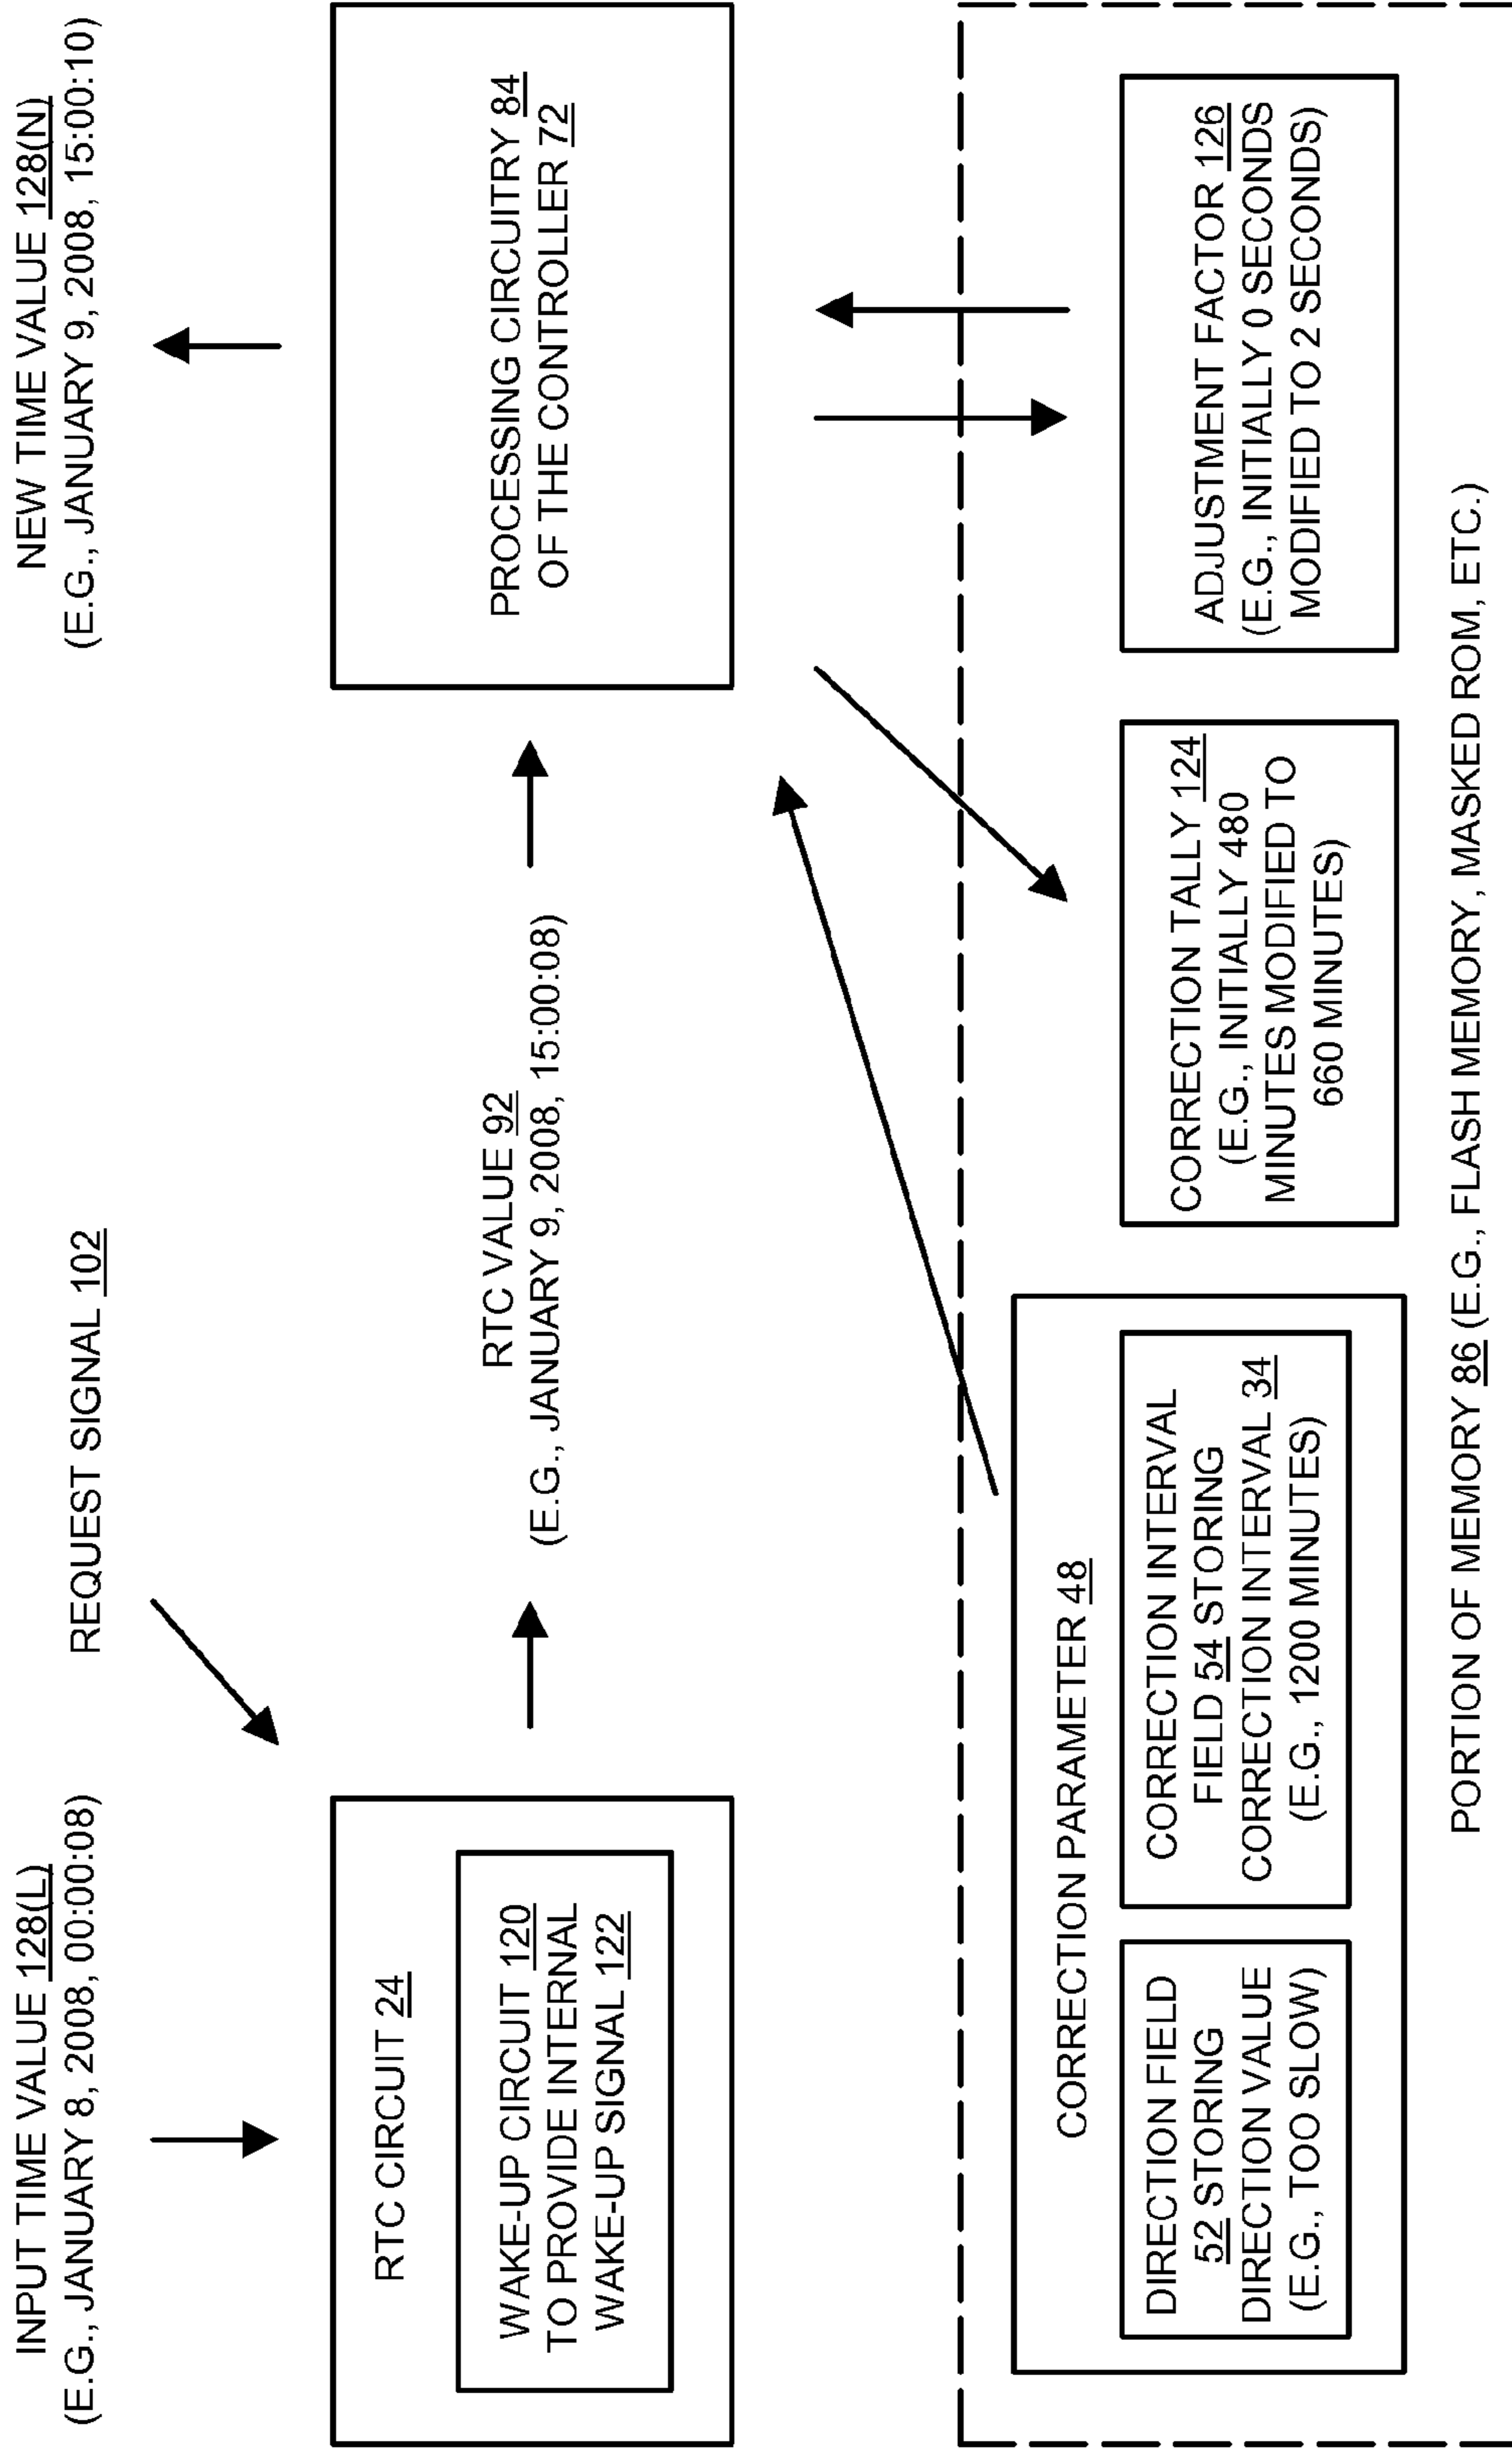 INPUT TIME VALUE 128(L)
(E.G., JANUARY 8, 2008, 00:00:08)
REQUEST SIGNAL 102
NEW TIME VALUE 128(N)
(E.G., JANUARY 9, 2008, 15:00:10)
RTC CIRCUIT 24
WAKE-UP CIRCUIT 120
TO PROVIDE INTERNAL
WAKE-UP SIGNAL 122
RTC VALUE 92
(E.G., JANUARY 9, 2008, 15:00:08)
PROCESSING CIRCUITRY 84
OF THE CONTROLLER 72
CORRECTION PARAMETER 48
DIRECTION FIELD
52 STORING
DIRECTION VALUE
(E.G., TOO SLOW)
CORRECTION INTERVAL
FIELD 54 STORING
CORRECTION INTERVAL 34
(E.G., 1200 MINUTES)
CORRECTION TALLY 124
(E.G., INITIALLY 480
MINUTES MODIFIED TO
660 MINUTES)
ADJUSTMENT FACTOR 126
(E.G., INITIALLY 0 SECONDS
MODIFIED TO 2 SECONDS)
PORTION OF MEMORY 86 (E.G., FLASH MEMORY, MASKED ROM, ETC.)